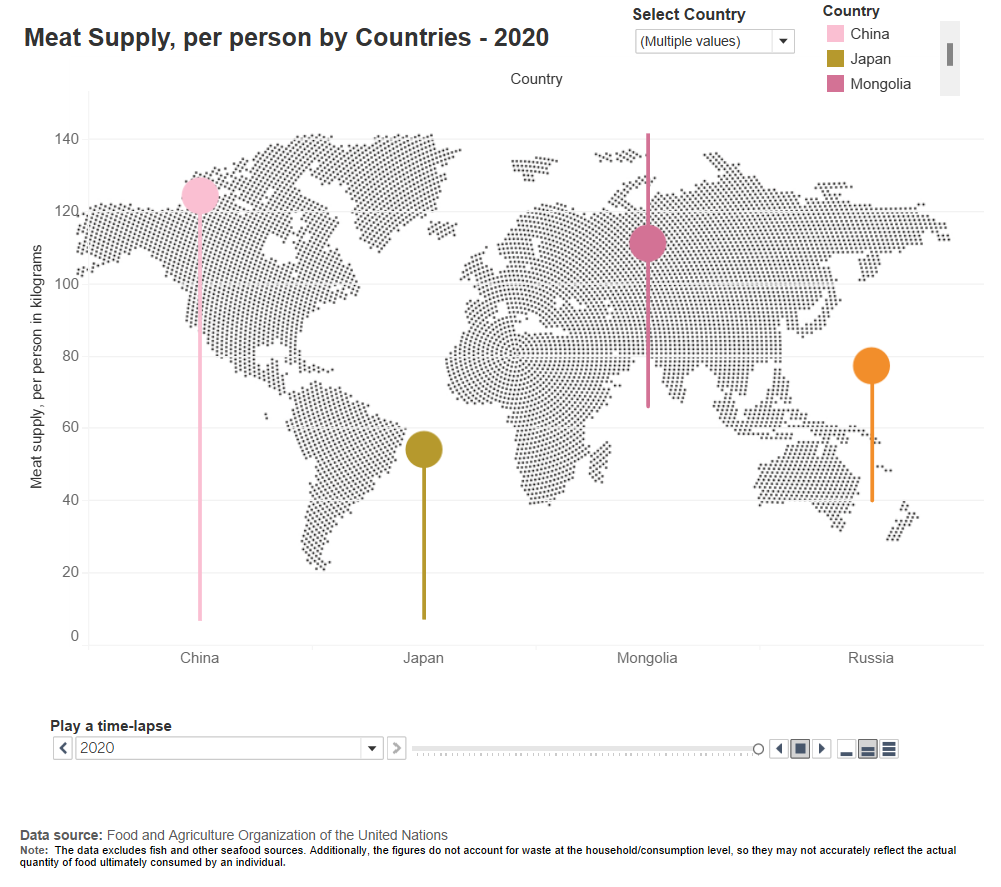 Meat Supply, per person by Countries - 2020
Select Country
(Multiple values)
Country
China
Japan
Mongolia
Country
Meat supply, per person in kilograms
140
120
100
80
60
40
20
0
China Japan Mongolia Russia
Play a time-lapse
2020
Data source: Food and Agriculture Organization of the United Nations
Note: The data excludes fish and other seafood sources. Additionally, the figures do not account for waste at the household/consumption level, so they may not accurately reflect the actual
quantity of food ultimately consumed by an individual.